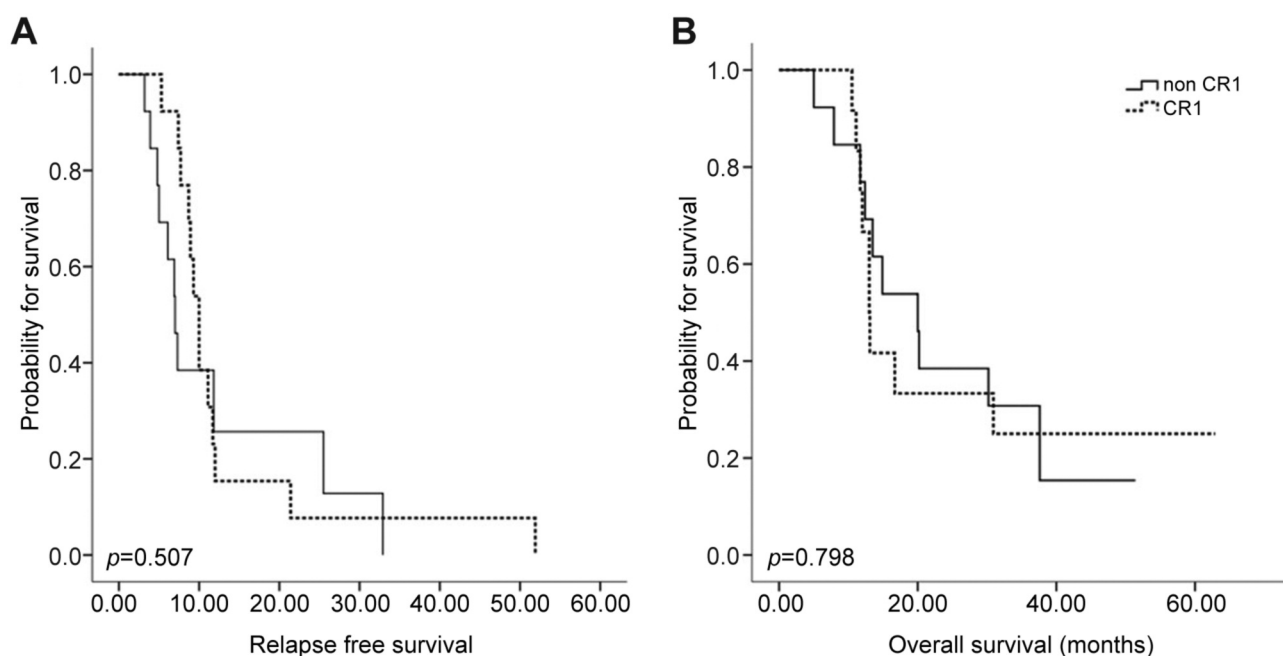 A
1.0
0.8
0.6
0.4
0.2
0.0
Probability for survival
p=0.507
0.00 10.00 20.00 30.00 40.00 50.00 60.00
Relapse free survival
B
non CR1
CR1
1.0
0.8
0.6
0.4
0.2
0.0
Probability for survival
p=0.798
0.00 20.00 40.00 60.00
Overall survival (months)